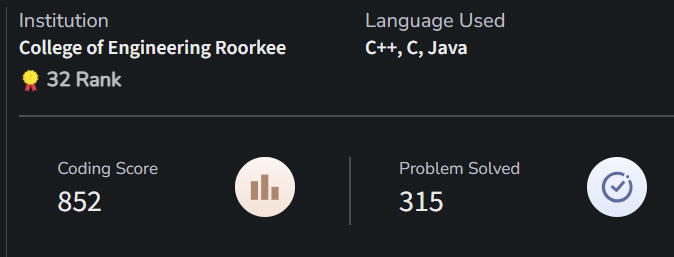 Institution
College of Engineering Roorkee
32 Rank
Language Used
C++, C, Java
Coding Score
852
Problem Solved
315